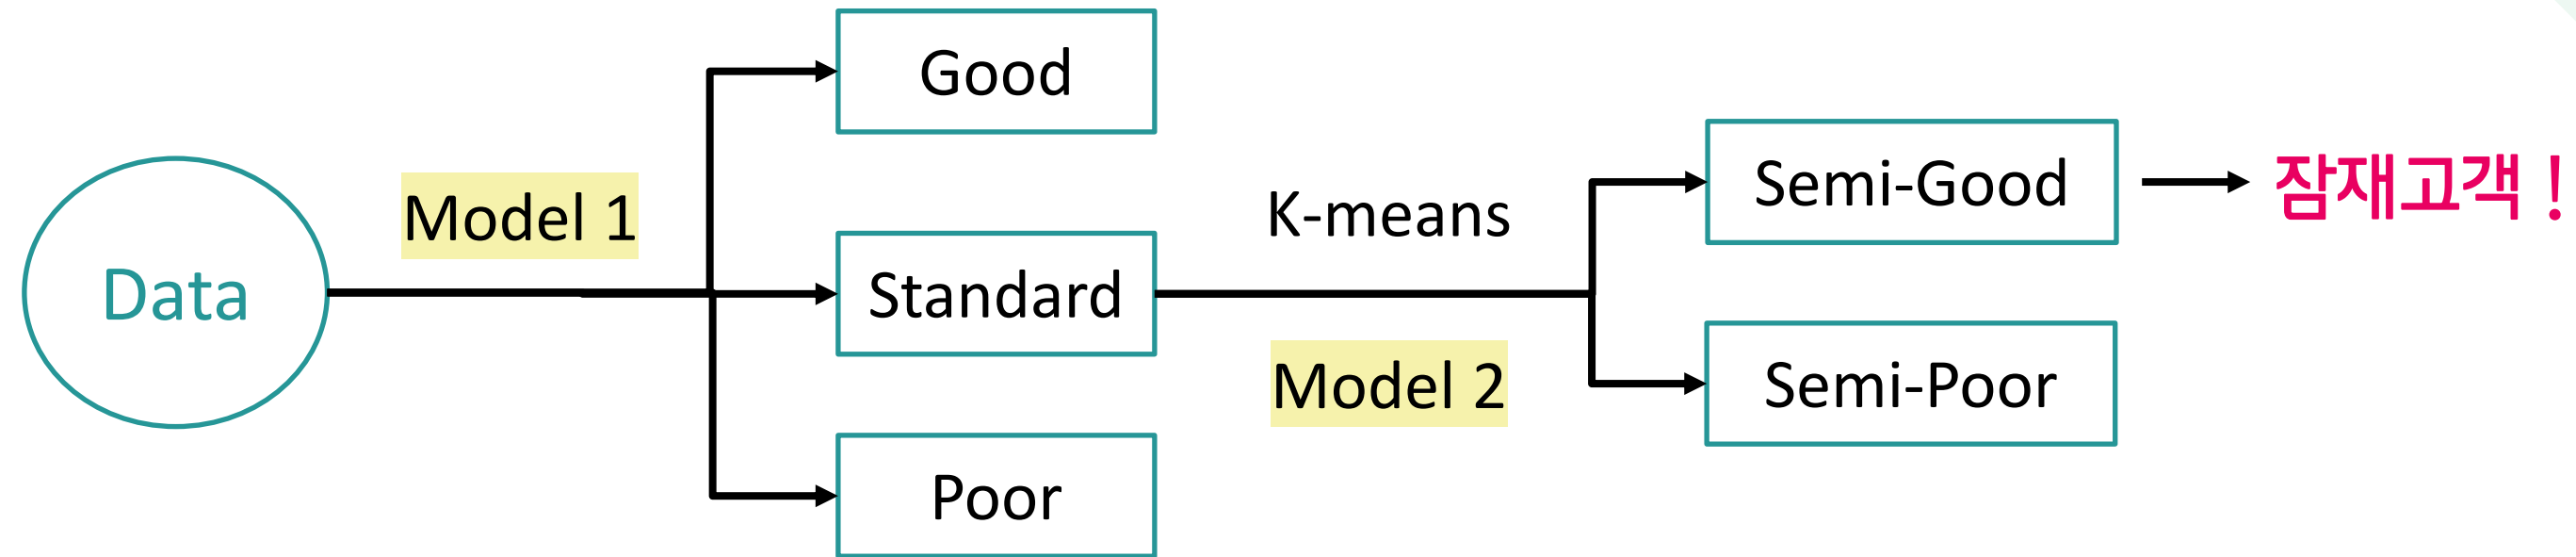 Data
Model 1
Good
Standard
Poor
K-means
Model 2
Semi-Good
Semi-Poor
잠재고객 !